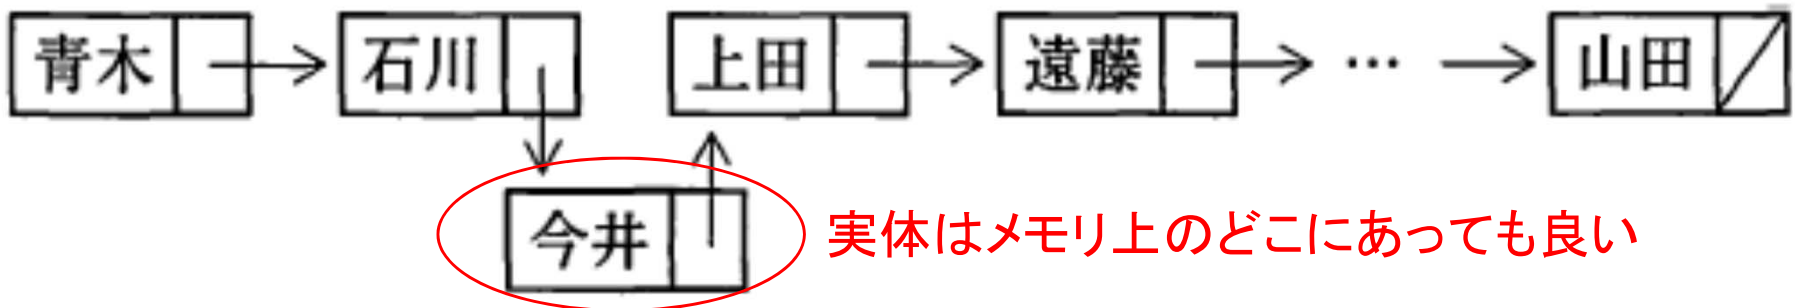 青木 石川 上田 遠藤 … 山田
今井 実体はメモリ上のどこにあっても良い